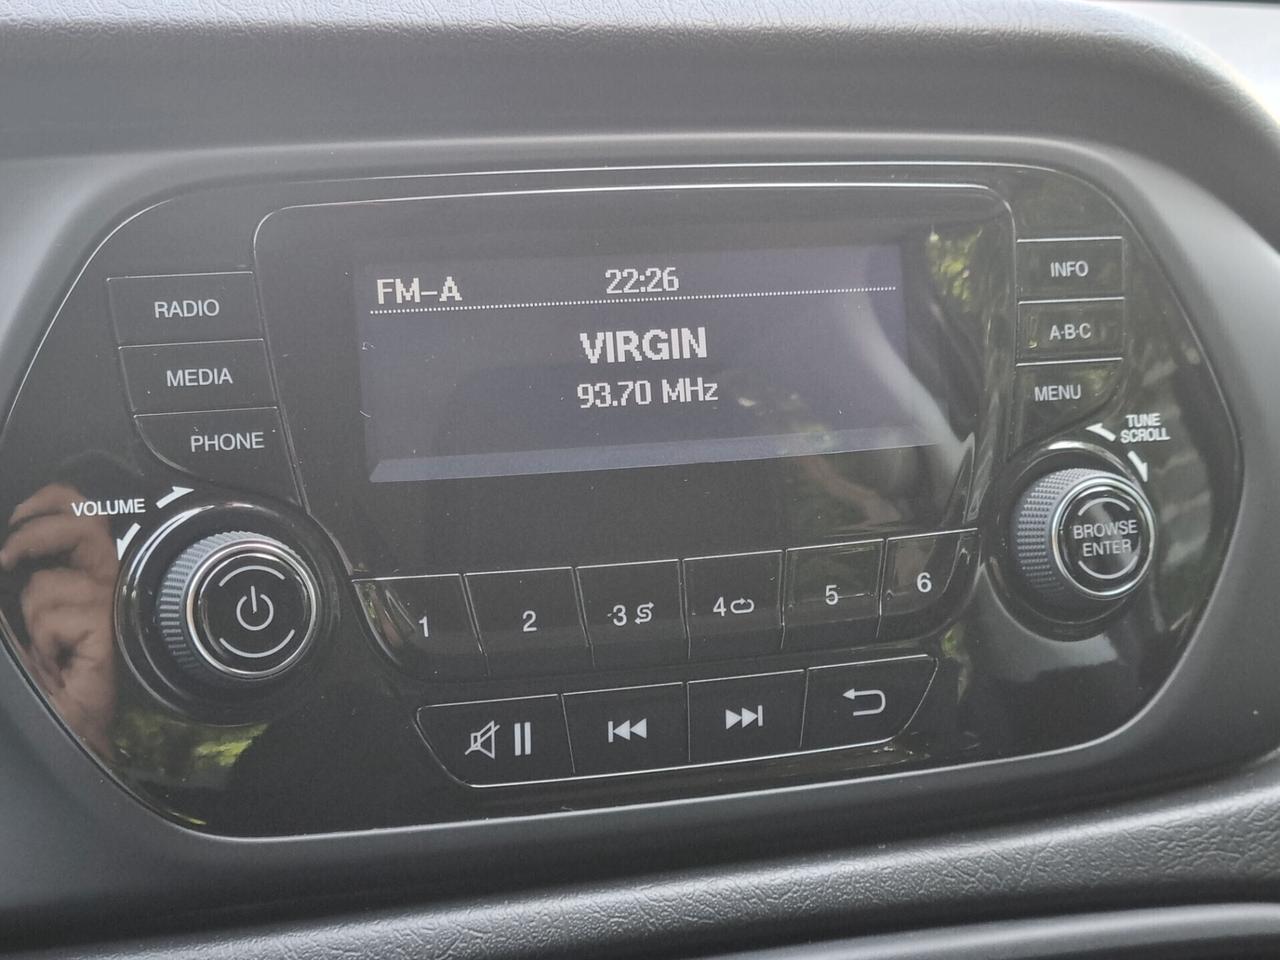 FM-A 22:26
VIRGIN
93.70 MHz
RADIO
MEDIA
PHONE
VOLUME
INFO
A·B·C
MENU
TUNE
SCROLL
BROWSE
ENTER
1 2 3 4 5 6